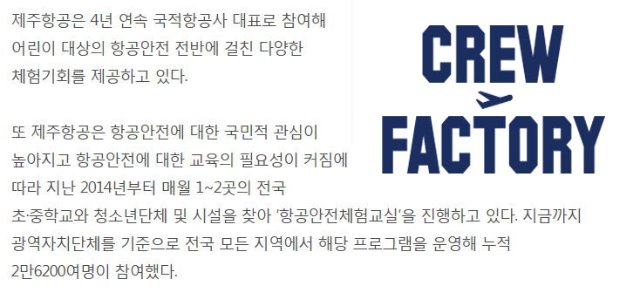 제주항공은 4년 연속 국적항공사 대표로 참여해
어린이 대상의 항공안전 전반에 걸친 다양한
체험기회를 제공하고 있다.
CREW
FACTORY
또 제주항공은 항공안전에 대한 국민적 관심이
높아지고 항공안전에 대한 교육의 필요성이 커짐에
따라 지난 2014년부터 매월 1~2곳의 전국
초·중학교와 청소년단체 및 시설을 찾아 '항공안전체험교실'을 진행하고 있다. 지금까지
광역자치단체를 기준으로 전국 모든 지역에서 해당 프로그램을 운영해 누적
2만6200여명이 참여했다.